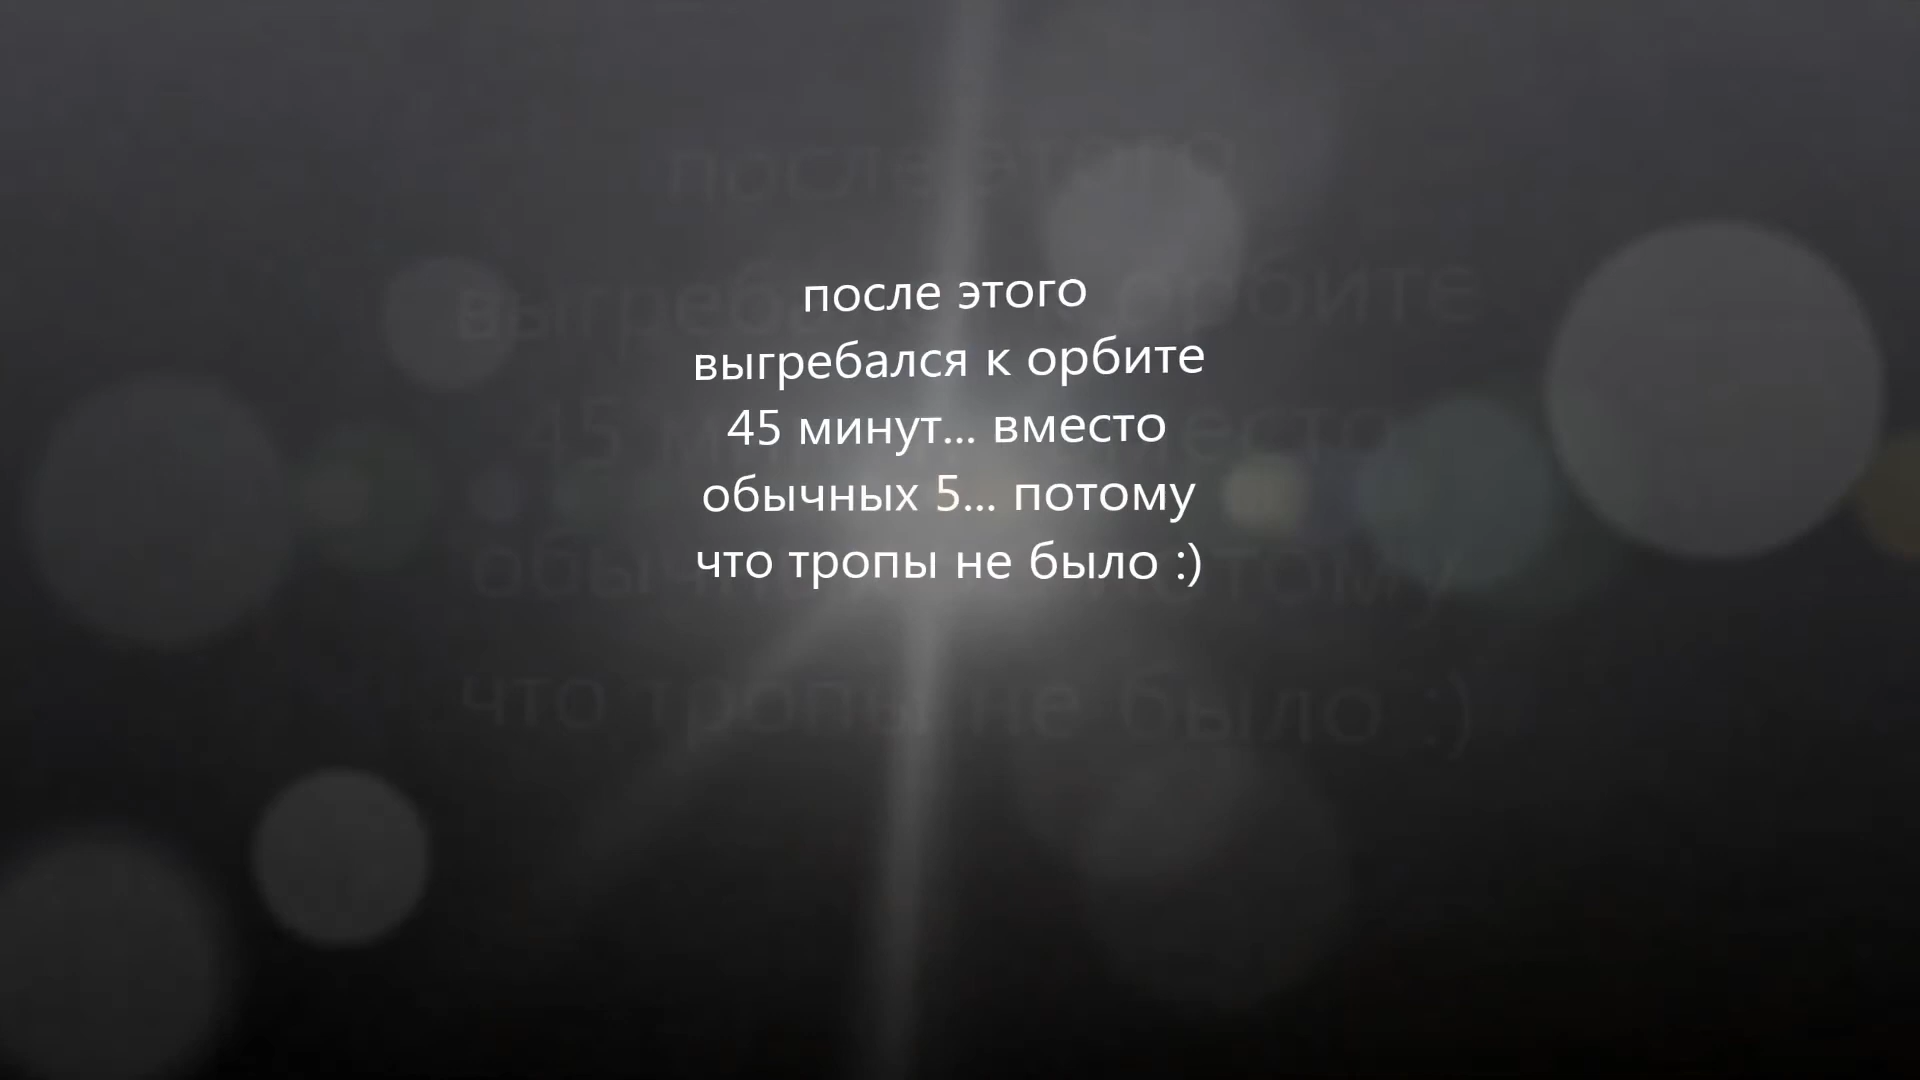 после этого
выгребался к орбите
45 минут... вместо
обычных 5... потому
что тропы не было :)